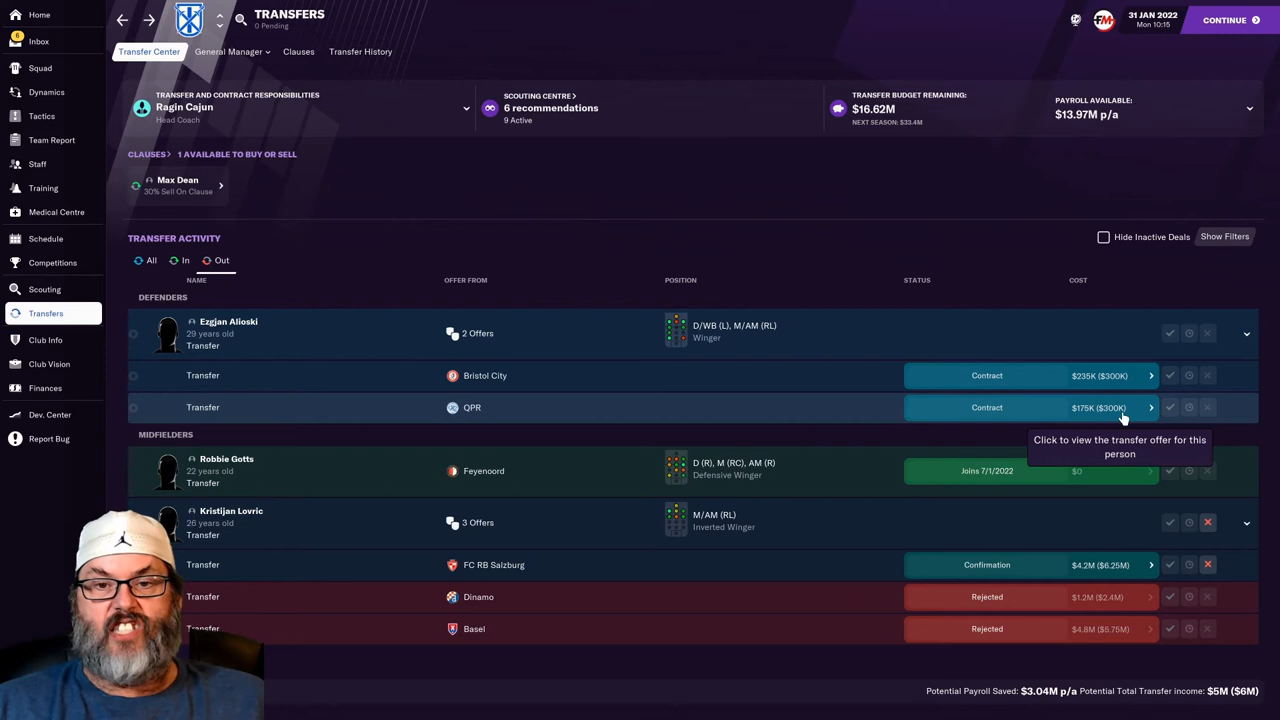 Home
6
Inbox
Squad
Dynamics
Tactics
Team Report
Staff
Training
Medical Centre
Schedule
Competitions
Scouting
Transfers
Club Info
Club Vision
Finances
Dev. Center
Report Bug
TRANSFERS
0 Pending
FM
31 JAN 2022
Mon 10:15
CONTINUE
Transfer Center
General Manager
Clauses
Transfer History
TRANSFER AND CONTRACT RESPONSIBILITIES
Ragin Cajun
Head Coach
SCOUTING CENTRE >
6 recommendations
9 Active
TRANSFER BUDGET REMAINING:
$16.62M
NEXT SEASON: $33.4M
PAYROLL AVAILABLE:
$13.97M p/a
CLAUSES > 1 AVAILABLE TO BUY OR SELL
Max Dean
30% Sell On Clause
TRANSFER ACTIVITY
Hide Inactive Deals
Show Filters
All In Out
NAME OFFER FROM POSITION STATUS COST
DEFENDERS
Ezgjan Alioski
29 years old
Transfer
2 Offers
D/WB (L), M/AM (RL)
Winger
Transfer Bristol City Contract $235K ($300K)
Transfer QPR Contract $175K ($300K)
Click to view the transfer offer for this
person
MIDFIELDERS
Robbie Gotts
22 years old
Transfer
Feyenoord
D (R), M (RC), AM (R)
Defensive Winger
Joins 7/1/2022 $0
Kristijan Lovric
26 years old
Transfer
3 Offers
M/AM (RL)
Inverted Winger
Transfer FC RB Salzburg Confirmation $4.2M ($6.25M)
Transfer Dinamo Rejected $1.2M ($2.4M)
Transfer Basel Rejected $4.8M ($5.75M)
Potential Payroll Saved: $3.04M p/a Potential Total Transfer income: $5M ($6M)